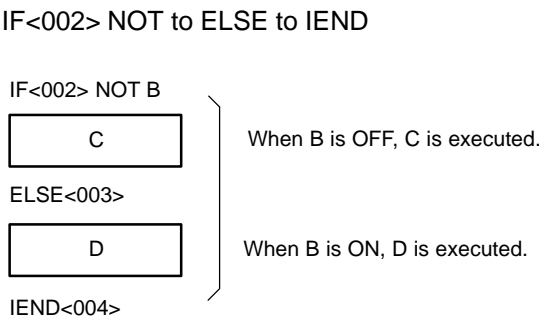 IF<002> NOT to ELSE to IEND
IF<002> NOT B
C
When B is OFF, C is executed.
ELSE<003>
D
When B is ON, D is executed.
IEND<004>